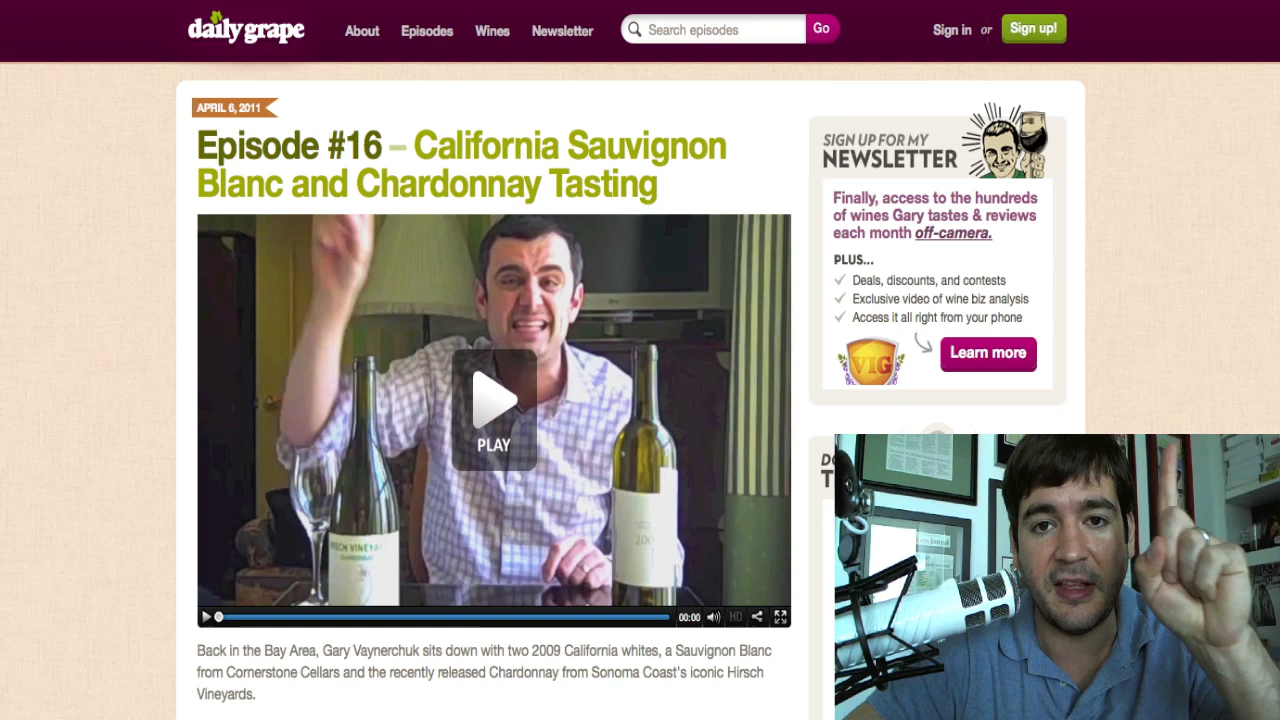 dailygrape
About
Episodes
Wines
Newsletter
Search episodes
Go
Sign in or
Sign up!
APRIL 6, 2011
Episode #16 – California Sauvignon
Blanc and Chardonnay Tasting
PLAY
00:00
HD
Back in the Bay Area, Gary Vaynerchuk sits down with two 2009 California whites, a Sauvignon Blanc
from Cornerstone Cellars and the recently released Chardonnay from Sonoma Coast's iconic Hirsch
Vineyards.
SIGN UP FOR MY
NEWSLETTER
Finally, access to the hundreds
of wines Gary tastes & reviews
each month off-camera.
PLUS...
Deals, discounts, and contests
Exclusive video of wine biz analysis
Access it all right from your phone
VIG
Learn more